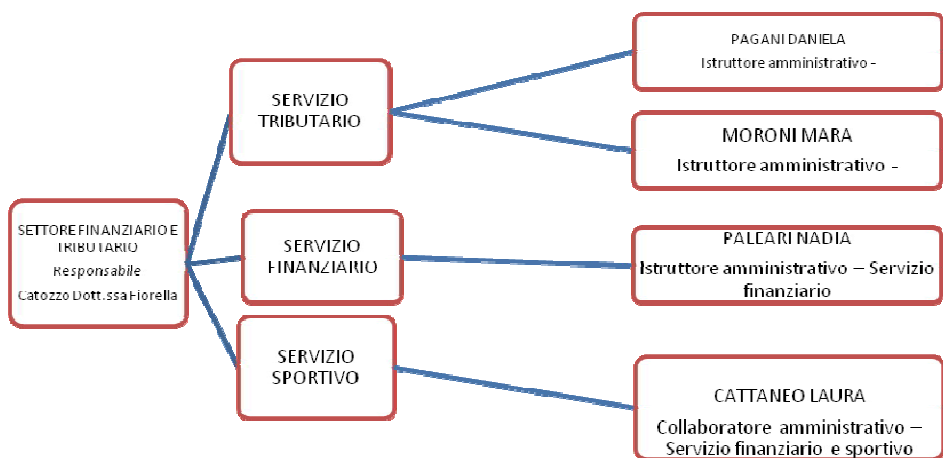 SETTORE FINANZIARIO E
TRIBUTARIO
Responsabile
Catozzo Dott.ssa Fiorella
SERVIZIO
TRIBUTARIO
SERVIZIO
FINANZIARIO
SERVIZIO
SPORTIVO
PAGANI DANIELA
Istruttore amministrativo -
MORONI MARA
Istruttore amministrativo -
PALEARI NADIA
Istruttore amministrativo – Servizio
finanziario
CATTANEO LAURA
Collaboratore amministrativo –
Servizio finanziario e sportivo